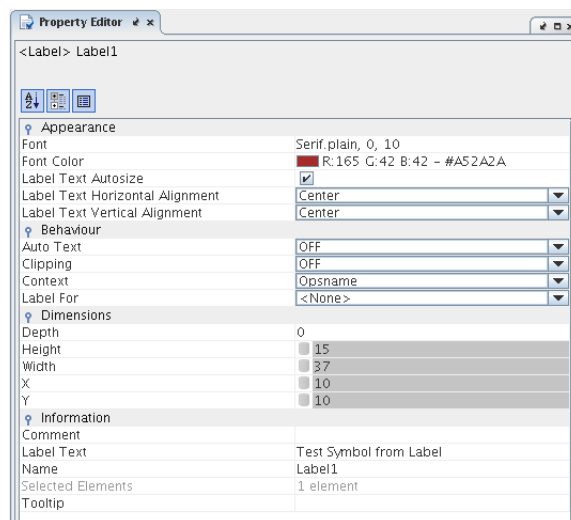 Property Editor
<Label> Label1
Appearance
Font Serif.plain, 0, 10
Font Color R:165 G:42 B:42 - #A52A2A
Label Text Autosize
Label Text Horizontal Alignment Center
Label Text Vertical Alignment Center
Behaviour
Auto Text OFF
Clipping OFF
Context Opsname
Label For <None>
Dimensions
Depth 0
Height 15
Width 37
X 10
Y 10
Information
Comment
Label Text Test Symbol from Label
Name Label1
Selected Elements 1 element
Tooltip